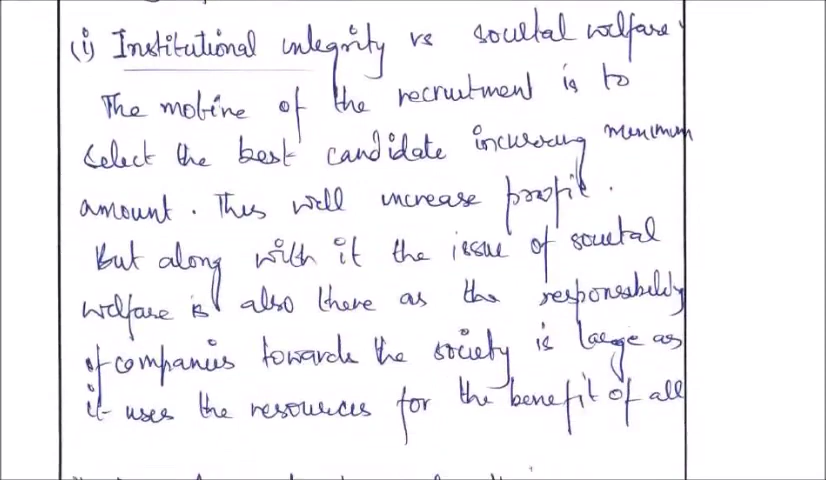 (i) Institutional integrity vs societal welfare.
The motive of the recruitment is to
select the best candidate incurring minimum
amount. This will increase profit.
But along with it the issue of societal
welfare is also there as the responsibility
of companies towards the society is large as
it uses the resources for the benefit of all